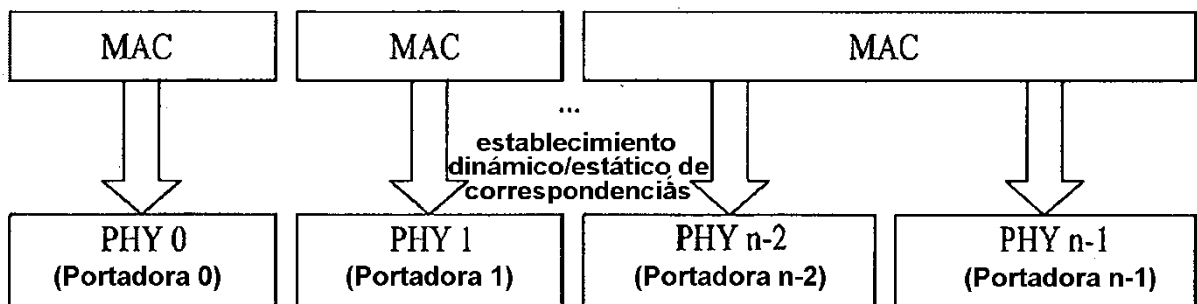 MAC
MAC
MAC
...
establecimiento
dinámico/estático de
correspondenciás
PHY 0
(Portadora 0)
PHY 1
(Portadora 1)
PHY n-2
(Portadora n-2)
PHY n-1
(Portadora n-1)